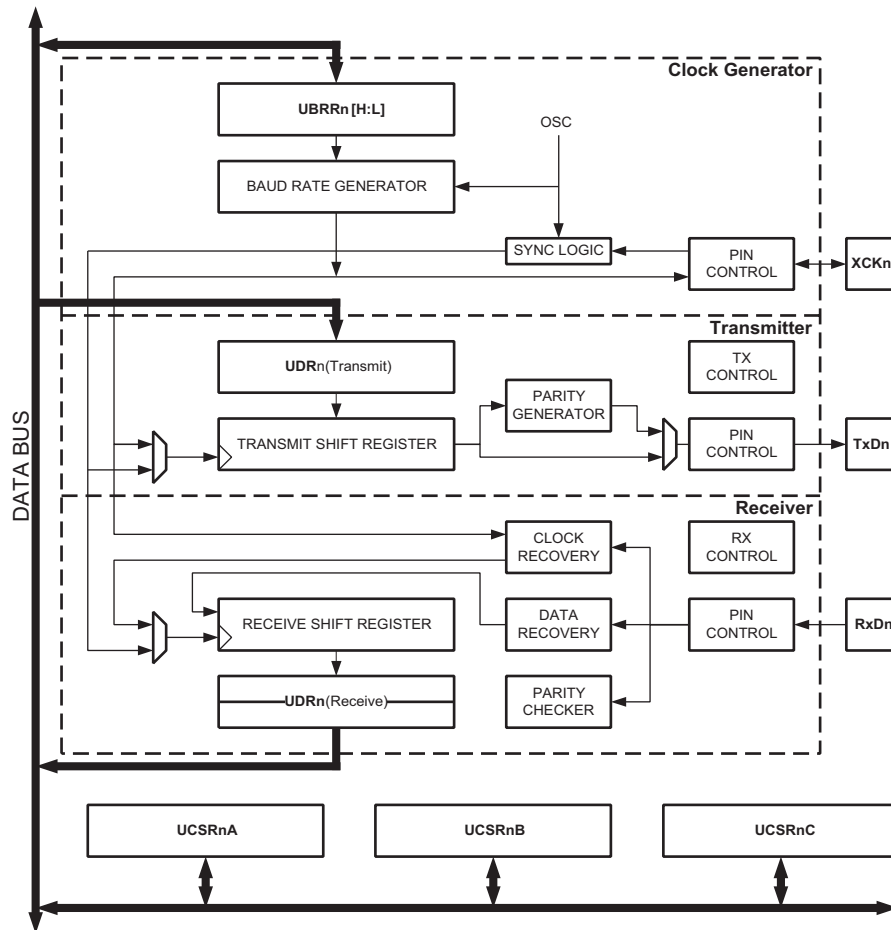 Clock Generator
UBRRn [H:L]
OSC
BAUD RATE GENERATOR
SYNC LOGIC
PIN
CONTROL
XCKn
Transmitter
UDRn(Transmit)
TX
CONTROL
PARITY
GENERATOR
TRANSMIT SHIFT REGISTER
PIN
CONTROL
TxDn
DATA BUS
Receiver
CLOCK
RECOVERY
RX
CONTROL
RECEIVE SHIFT REGISTER
DATA
RECOVERY
PIN
CONTROL
RxDn
UDRn(Receive)
PARITY
CHECKER
UCSRnA
UCSRnB
UCSRnC